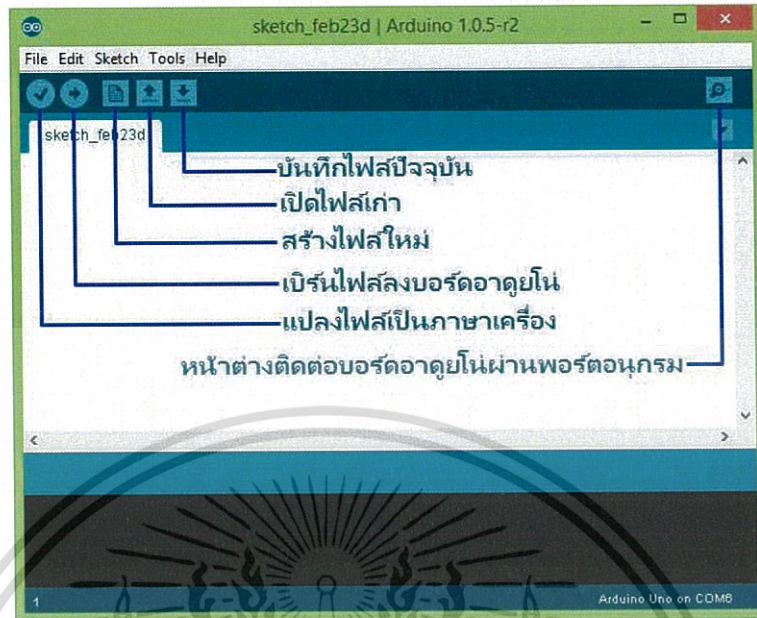 sketch_feb23d | Arduino 1.0.5-r2
File Edit Sketch Tools Help
sketch_feb23d
บันทึกไฟล์ปัจจุบัน
เปิดไฟล์เก่า
สร้างไฟล์ใหม่
เบิร์นไฟล์ลงบอร์ดอาดูยโน่
แปลงไฟล์เป็นภาษาเครื่อง
หน้าต่างติดต่อบอร์ดอาดูยโน่ผ่านพอร์ตอนุกรม
1
Arduino Uno on COM6